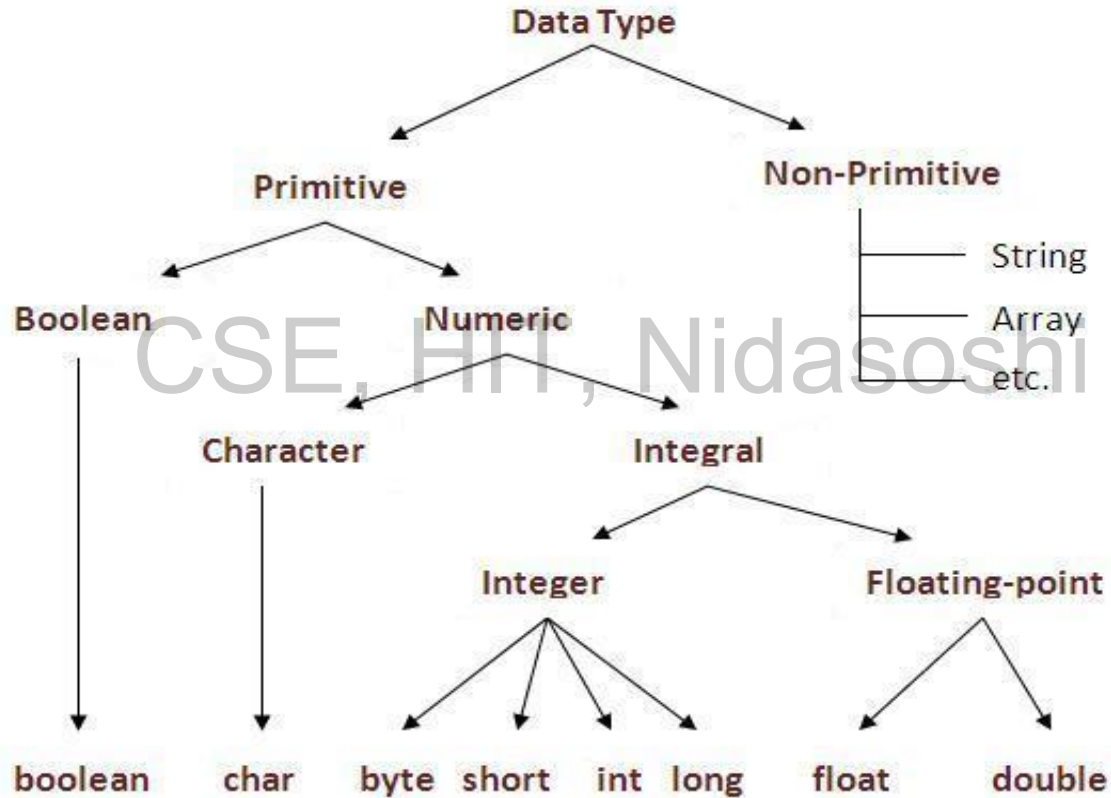 Data Type
Primitive
Non-Primitive
String
Array
etc.
Boolean
Numeric
CSE, HIT, Nidasoshi
Character
Integral
Integer
Floating-point
boolean char byte short int long float double